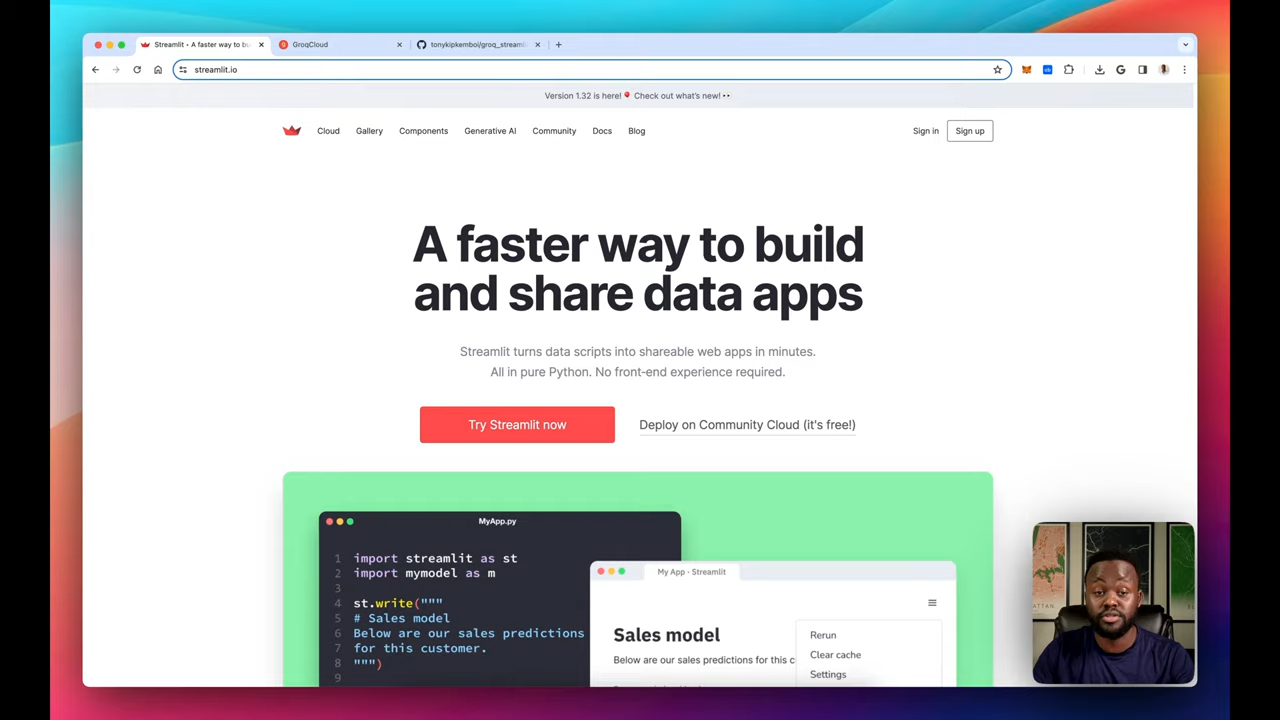 Streamlit • A faster way to bu
GroqCloud
tonykipkemboi/groq_streamli
streamlit.io
Version 1.32 is here! 🎈 Check out what's new! 👀
Cloud
Gallery
Components
Generative AI
Community
Docs
Blog
Sign in
Sign up
A faster way to build
and share data apps
Streamlit turns data scripts into shareable web apps in minutes.
All in pure Python. No front-end experience required.
Try Streamlit now
Deploy on Community Cloud (it's free!)
MyApp.py
1 import streamlit as st
2 import mymodel as m
3
4 st.write("""
5 # Sales model
6 Below are our sales predictions
7 for this customer.
8 """)
9
My App · Streamlit
Sales model
Below are our sales predictions for this c
Rerun
Clear cache
Settings